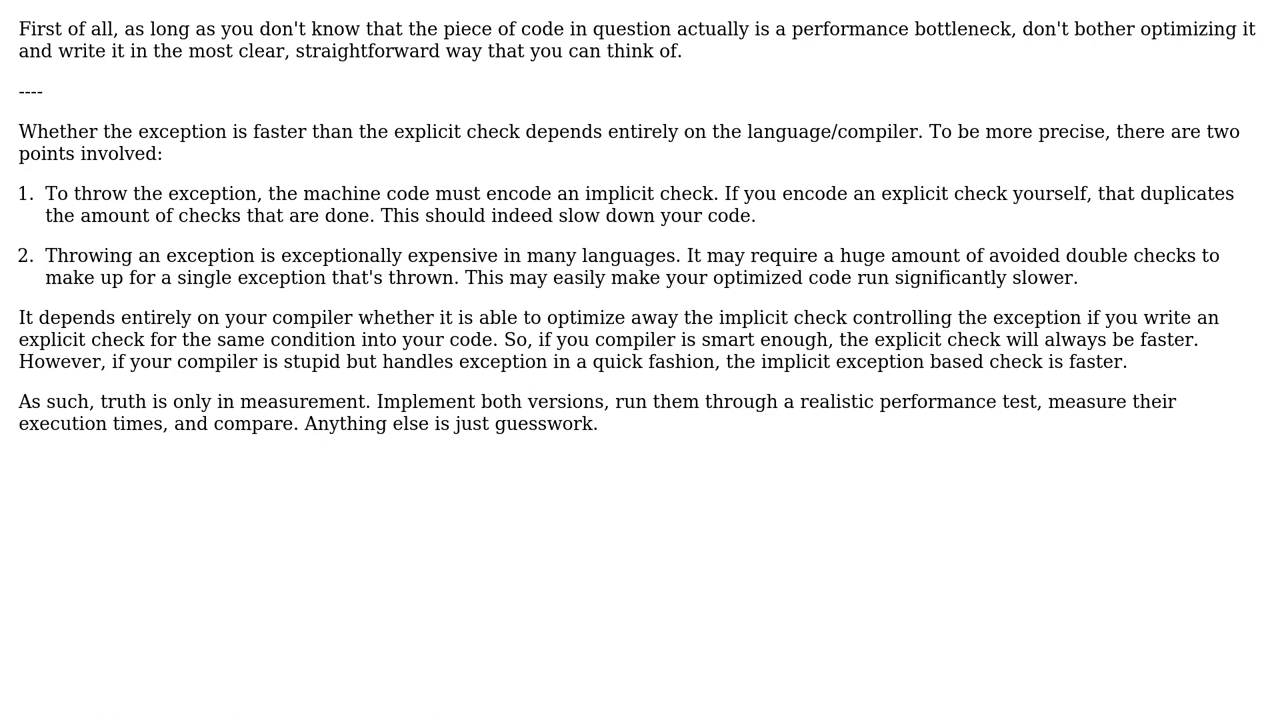 First of all, as long as you don't know that the piece of code in question actually is a performance bottleneck, don't bother optimizing it
and write it in the most clear, straightforward way that you can think of.
----
Whether the exception is faster than the explicit check depends entirely on the language/compiler. To be more precise, there are two
points involved:
1. To throw the exception, the machine code must encode an implicit check. If you encode an explicit check yourself, that duplicates
the amount of checks that are done. This should indeed slow down your code.
2. Throwing an exception is exceptionally expensive in many languages. It may require a huge amount of avoided double checks to
make up for a single exception that's thrown. This may easily make your optimized code run significantly slower.
It depends entirely on your compiler whether it is able to optimize away the implicit check controlling the exception if you write an
explicit check for the same condition into your code. So, if you compiler is smart enough, the explicit check will always be faster.
However, if your compiler is stupid but handles exception in a quick fashion, the implicit exception based check is faster.
As such, truth is only in measurement. Implement both versions, run them through a realistic performance test, measure their
execution times, and compare. Anything else is just guesswork.